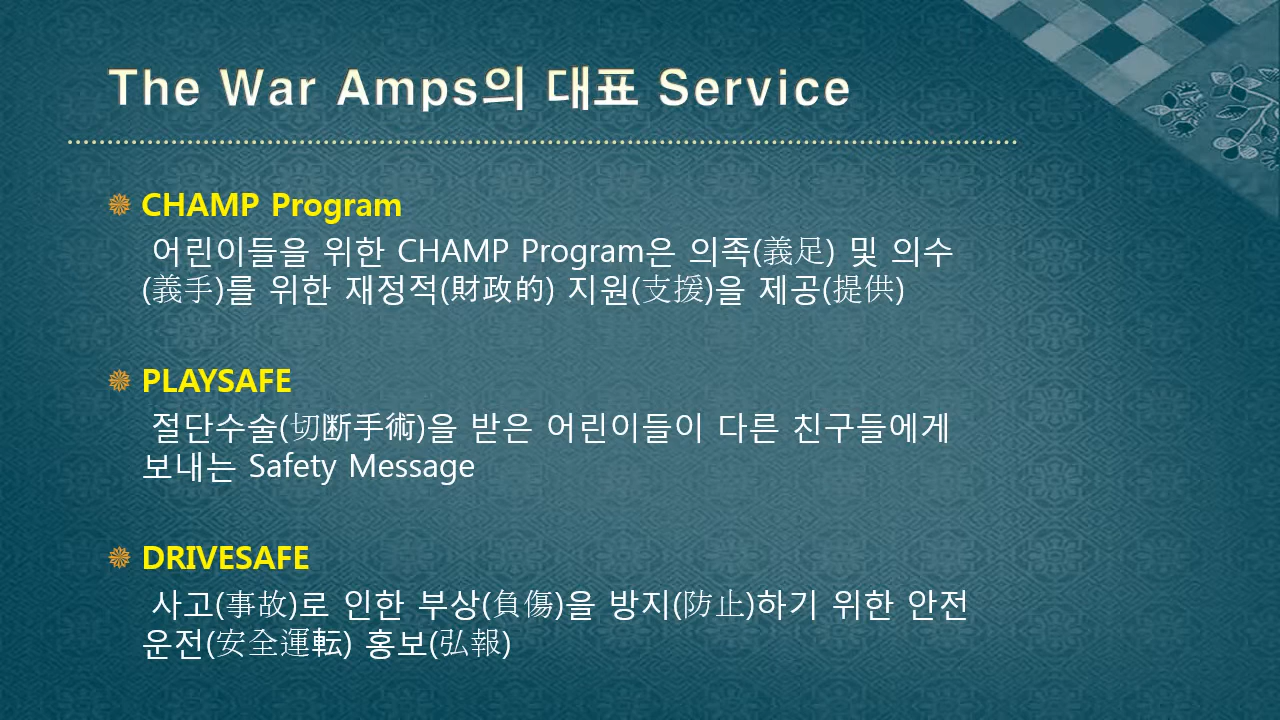 The War Amps의 대표 Service
CHAMP Program
어린이들을 위한 CHAMP Program은 의족(義足) 및 의수
(義手)를 위한 재정적(財政的) 지원(支援)을 제공(提供)
PLAYSAFE
절단수술(切断手術)을 받은 어린이들이 다른 친구들에게
보내는 Safety Message
DRIVESAFE
사고(事故)로 인한 부상(負傷)을 방지(防止)하기 위한 안전
운전(安全運転) 홍보(弘報)